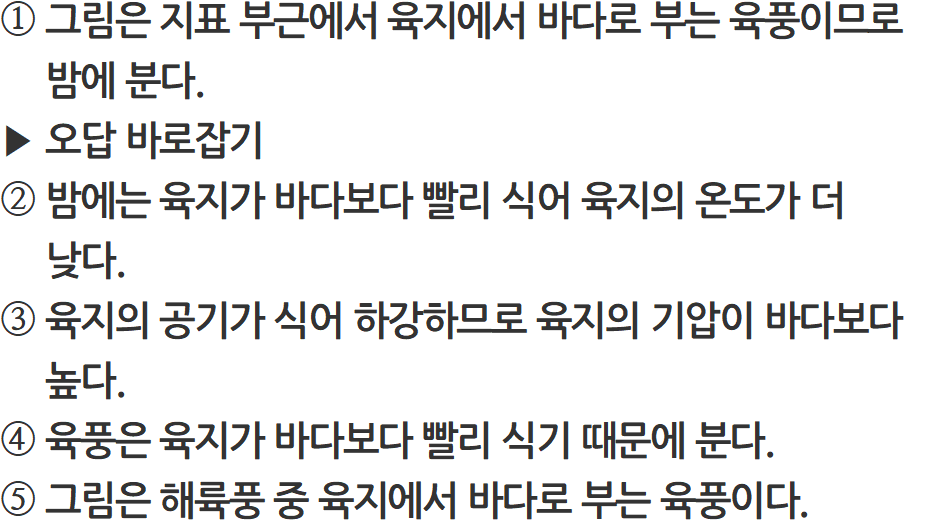 ① 그림은 지표 부근에서 육지에서 바다로 부는 육풍이므로
밤에 분다.
▶ 오답 바로잡기
② 밤에는 육지가 바다보다 빨리 식어 육지의 온도가 더
낮다.
③ 육지의 공기가 식어 하강하므로 육지의 기압이 바다보다
높다.
④ 육풍은 육지가 바다보다 빨리 식기 때문에 분다.
⑤ 그림은 해륙풍 중 육지에서 바다로 부는 육풍이다.